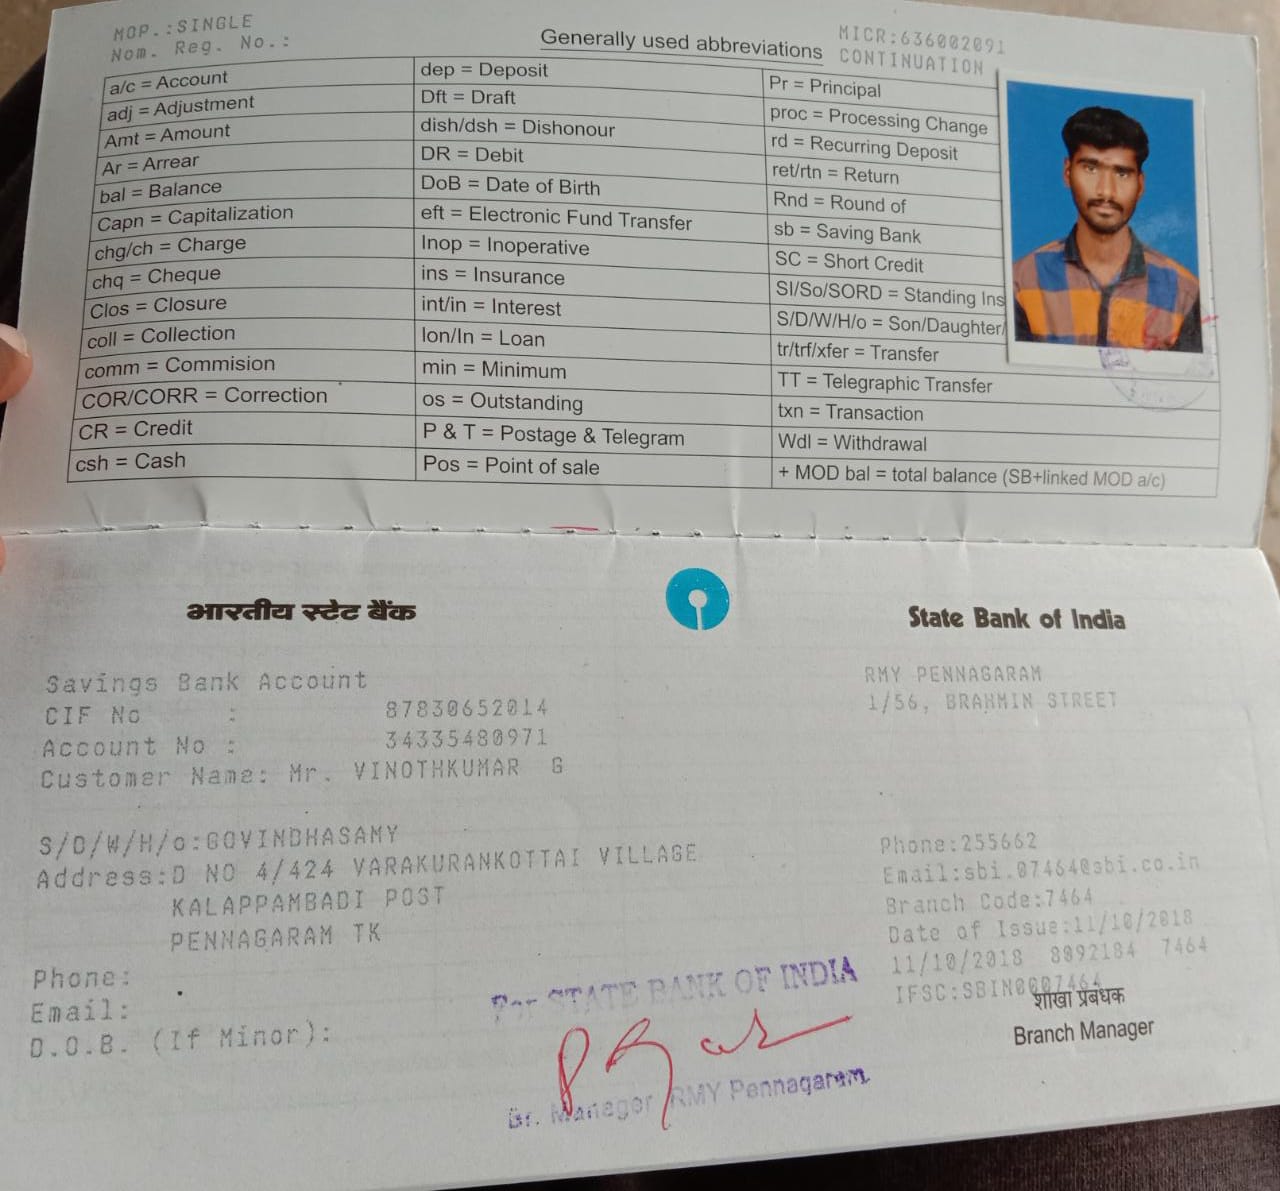 MOP.:SINGLE
Nom. Reg. No.:
Generally used abbreviations
MICR:636002091
CONTINUATION
a/c = Account
adj = Adjustment
Amt = Amount
Ar = Arrear
bal = Balance
Capn = Capitalization
chg/ch = Charge
chq = Cheque
Clos = Closure
coll = Collection
comm = Commision
COR/CORR = Correction
CR = Credit
csh = Cash
dep = Deposit
Dft = Draft
dish/dsh = Dishonour
DR = Debit
DoB = Date of Birth
eft = Electronic Fund Transfer
Inop = Inoperative
ins = Insurance
int/in = Interest
lon/ln = Loan
min = Minimum
os = Outstanding
P & T = Postage & Telegram
Pos = Point of sale
Pr = Principal
proc = Processing Change
rd = Recurring Deposit
ret/rtn = Return
Rnd = Round of
sb = Saving Bank
SC = Short Credit
SI/So/SORD = Standing Ins
S/D/W/H/o = Son/Daughter/
tr/trf/xfer = Transfer
TT = Telegraphic Transfer
txn = Transaction
Wdl = Withdrawal
+ MOD bal = total balance (SB+linked MOD a/c)
भारतीय स्टेट बैंक
State Bank of India
Savings Bank Account
CIF No : 87830652014
Account No : 34335480971
Customer Name: Mr. VINOTHKUMAR G
S/D/W/H/o:GOVINDHASAMY
Address:D NO 4/424 VARAKURANKOTTAI VILLAGE
KALAPPAMBADI POST
PENNAGARAM TK
Phone:
Email:
D.O.B. (If Minor):
RMY PENNAGARAM
1/56, BRAHMIN STREET
Phone:255662
Email:sbi.07464@sbi.co.in
Branch Code:7464
Date of Issue:11/10/2018
11/10/2018 8092184 7464
IFSC:SBIN0007464
शाखा प्रबंधक
Branch Manager
For STATE BANK OF INDIA
Br. Manager RMY Pennagaram